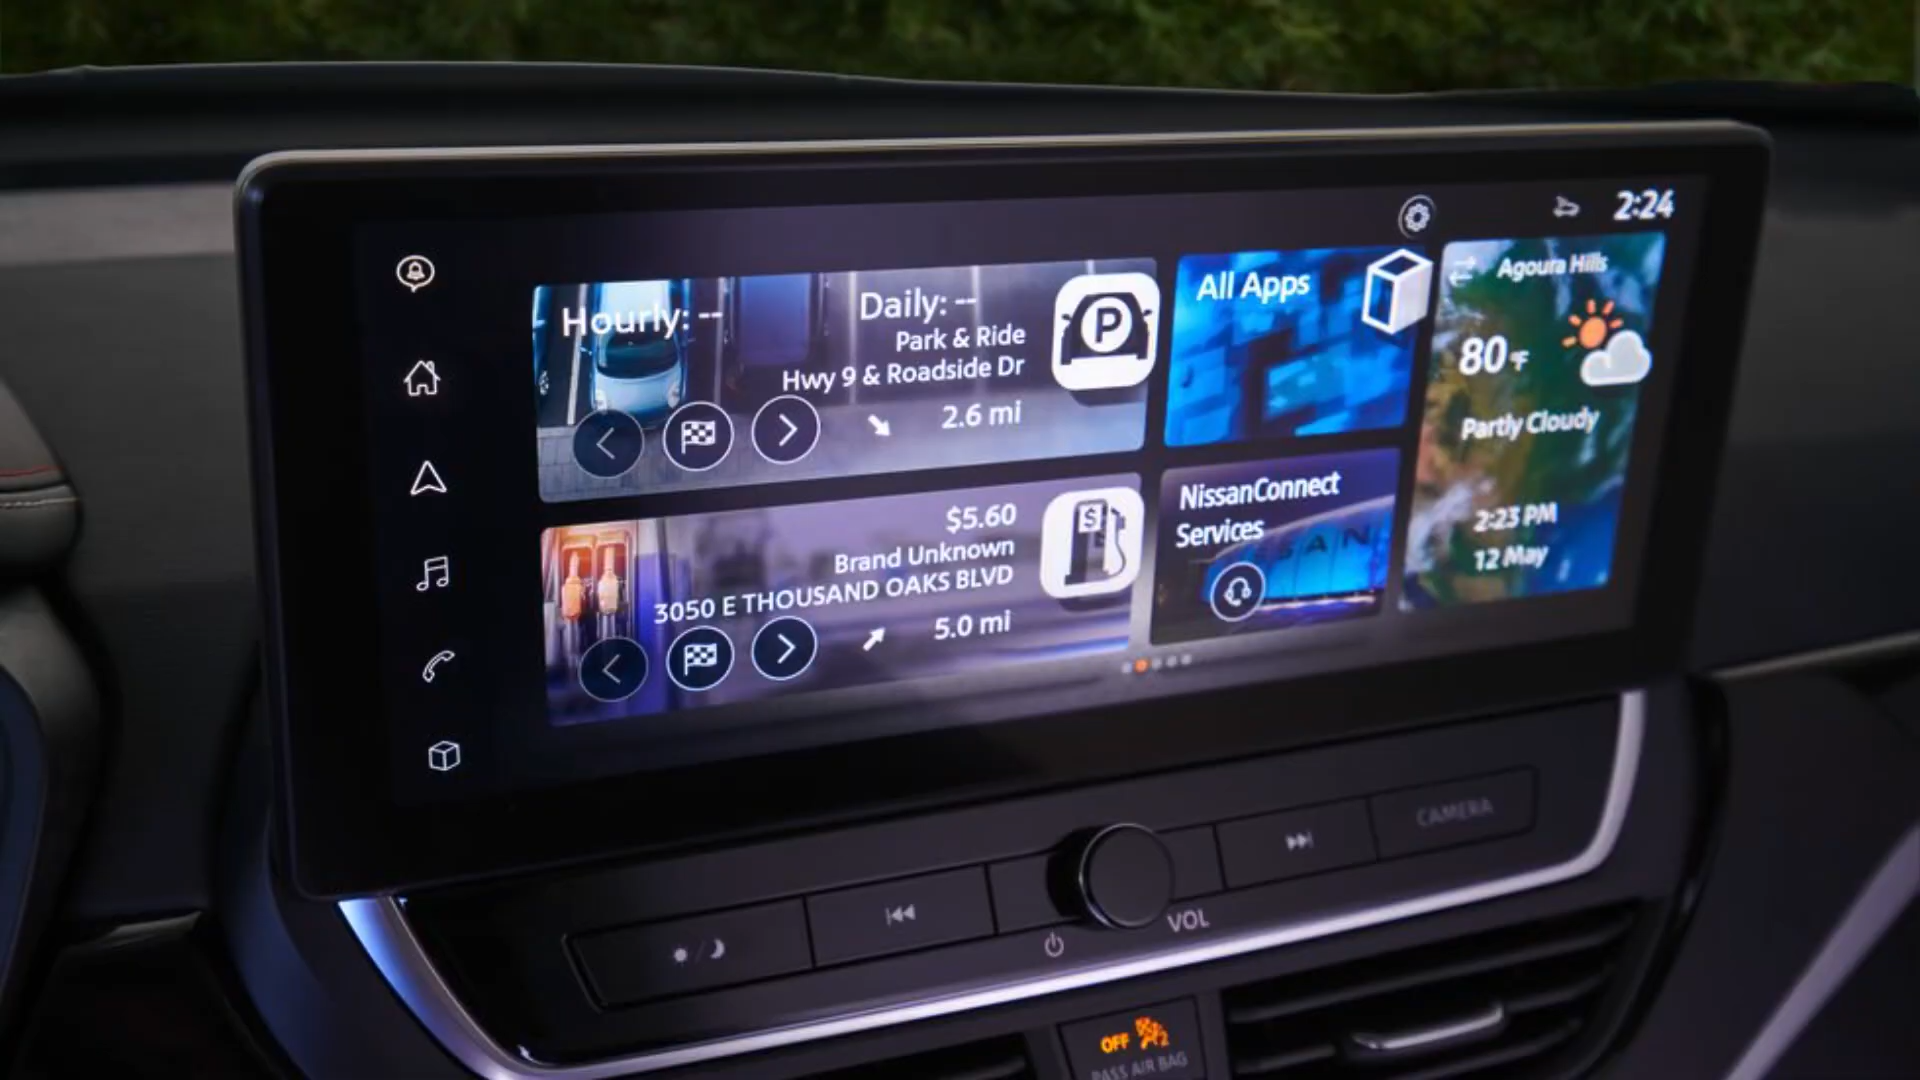 2:24
Hourly: --
Daily: --
Park & Ride
Hwy 9 & Roadside Dr
2.6 mi
P
All Apps
Agoura Hills
80 °F
Partly Cloudy
2:23 PM
12 May
$5.60
Brand Unknown
3050 E THOUSAND OAKS BLVD
5.0 mi
$
NissanConnect
Services
CAMERA
VOL
OFF
2
PASS AIR BAG